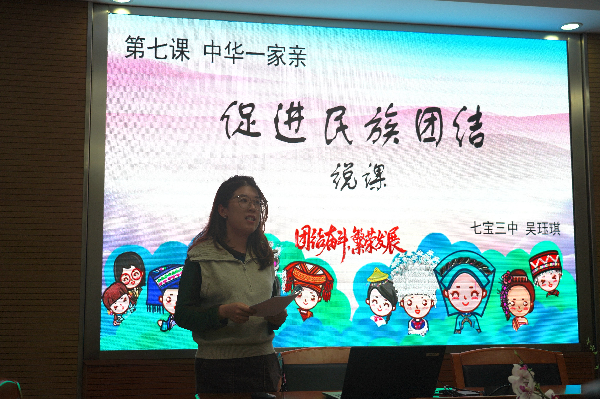 第七课 中华一家亲
促进民族团结
说课
团结奋斗 繁荣发展
七宝三中 吴珏琪